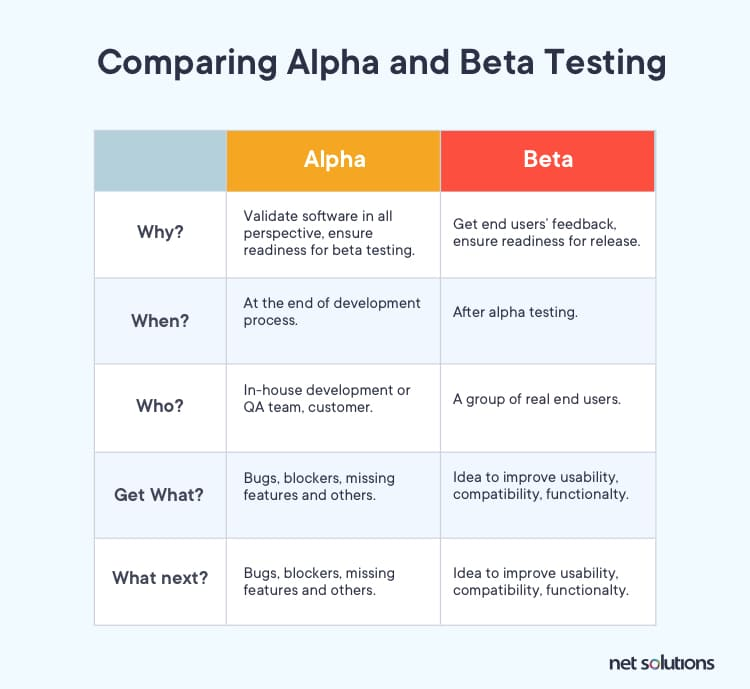 Comparing Alpha and Beta Testing
Alpha
Beta
Why?
Validate software in all
perspective, ensure
readiness for beta testing.
Get end users' feedback,
ensure readiness for release.
When?
At the end of development
process.
After alpha testing.
Who?
In-house development or
QA team, customer.
A group of real end users.
Get What?
Bugs, blockers, missing
features and others.
Idea to improve usability,
compatibility, functionalty.
What next?
Bugs, blockers, missing
features and others.
Idea to improve usability,
compatibility, functionalty.
net solutions